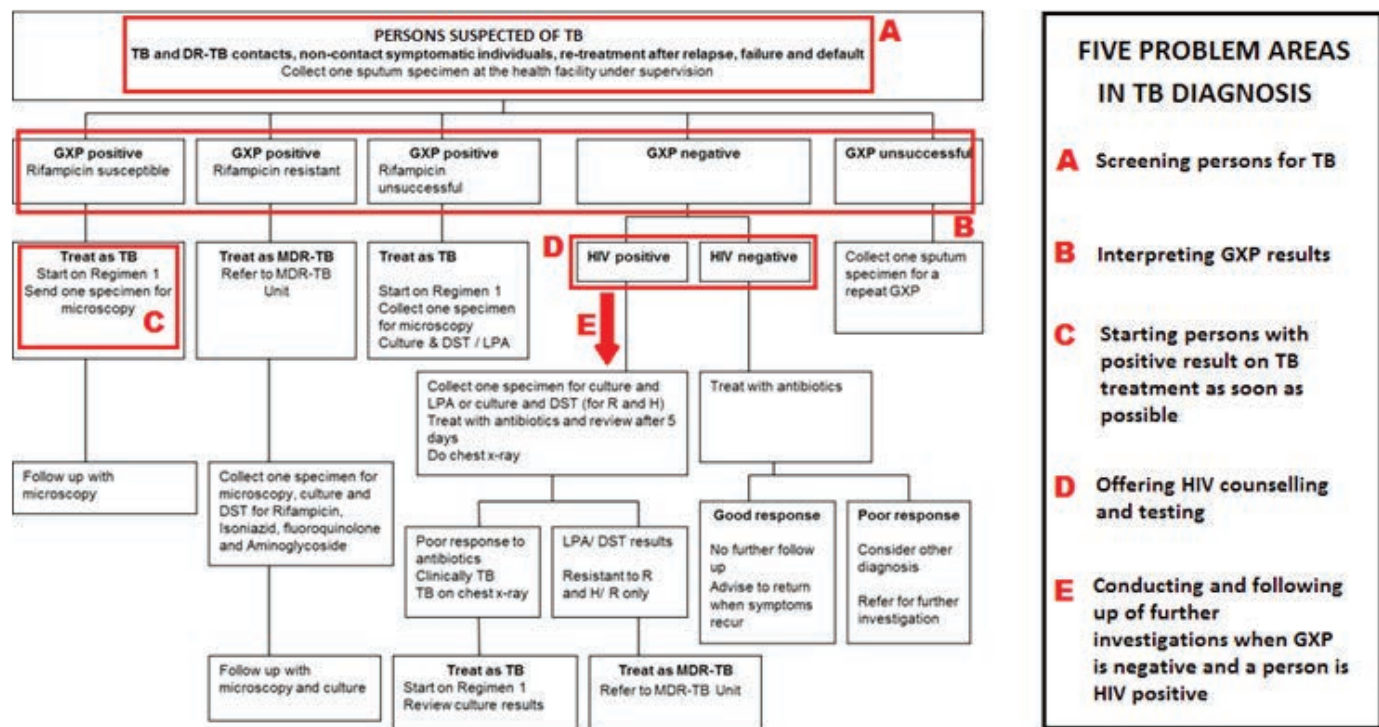 PERSONS SUSPECTED OF TB
TB and DR-TB contacts, non-contact symptomatic individuals, re-treatment after relapse, failure and default
Collect one sputum specimen at the health facility under supervision
A
GXP positive
Rifampicin susceptible
GXP positive
Rifampicin resistant
GXP positive
Rifampicin
unsuccessful
GXP negative
GXP unsuccessful
B
Treat as TB
Start on Regimen 1
Send one specimen for
microscopy
C
Treat as MDR-TB
Refer to MDR-TB
Unit
Treat as TB
Start on Regimen 1
Collect one specimen
for microscopy
Culture & DST / LPA
D
HIV positive
HIV negative
Collect one sputum
specimen for a
repeat GXP
E
Collect one specimen for culture and
LPA or culture and DST (for R and H)
Treat with antibiotics and review after 5
days
Do chest x-ray
Treat with antibiotics
Follow up with
microscopy
Collect one specimen for
microscopy, culture and
DST for Rifampicin,
Isoniazid, fluoroquinolone
and Aminoglycoside
Poor response to
antibiotics
Clinically TB
TB on chest x-ray
LPA/ DST results
Resistant to R
and H/ R only
Good response
No further follow
up
Advise to return
when symptoms
recur
Poor response
Consider other
diagnosis
Refer for further
investigation
Follow up with
microscopy and culture
Treat as TB
Start on Regimen 1
Review culture results
Treat as MDR-TB
Refer to MDR-TB Unit
FIVE PROBLEM AREAS
IN TB DIAGNOSIS
A Screening persons for TB
B Interpreting GXP results
C Starting persons with
positive result on TB
treatment as soon as
possible
D Offering HIV counselling
and testing
E Conducting and following
up of further
investigations when GXP
is negative and a person is
HIV positive